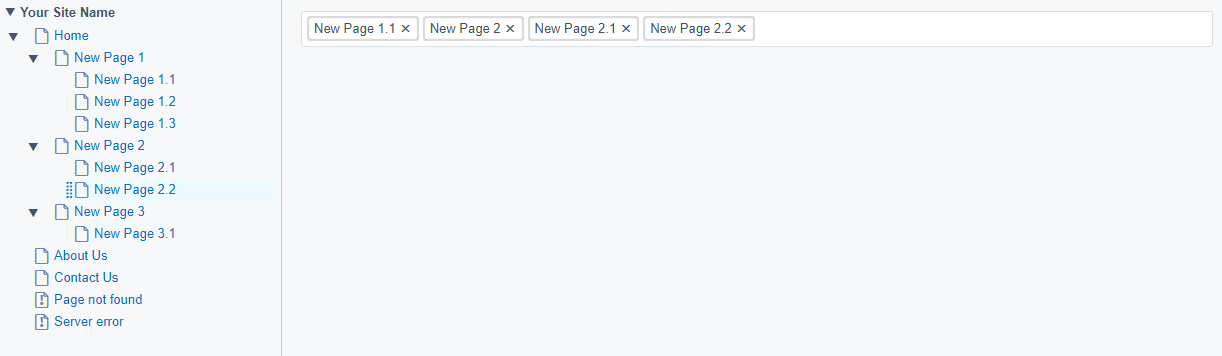 Your Site Name
Home
New Page 1
New Page 1.1
New Page 1.2
New Page 1.3
New Page 2
New Page 2.1
New Page 2.2
New Page 3
New Page 3.1
About Us
Contact Us
Page not found
Server error
New Page 1.1 × New Page 2 × New Page 2.1 × New Page 2.2 ×